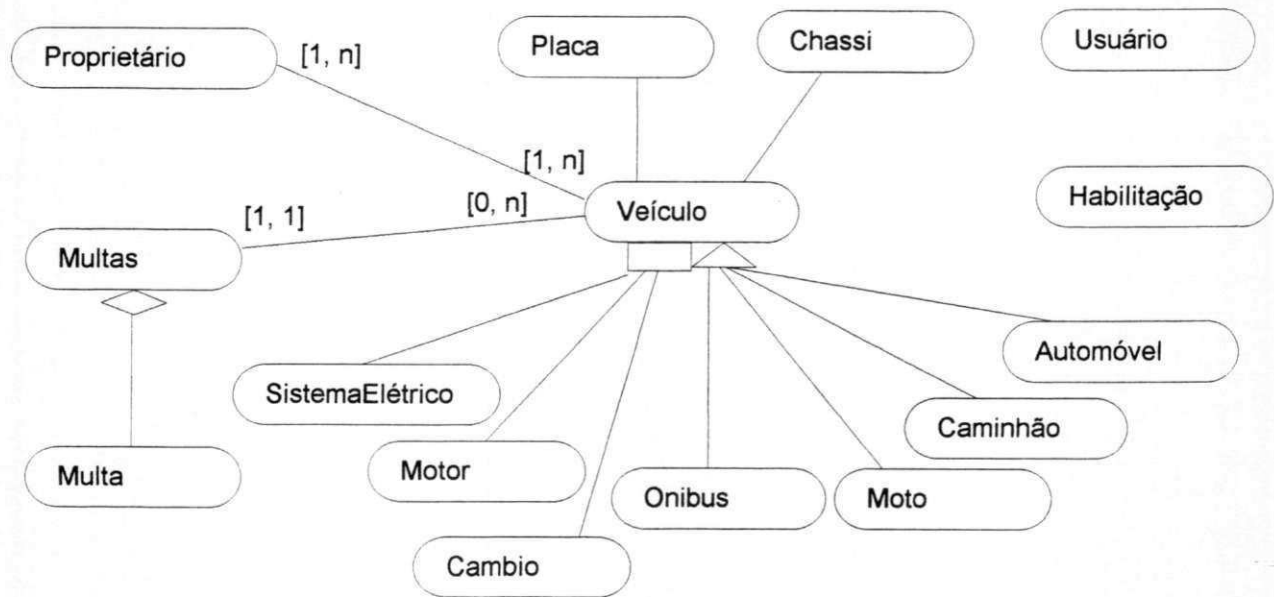 Proprietário
[1, n]
Placa
Chassi
Usuário
[1, n]
Habilitação
Veículo
[0, n]
[1, 1]
Multas
Automóvel
SistemaElétrico
Caminhão
Motor
Onibus
Moto
Multa
Cambio